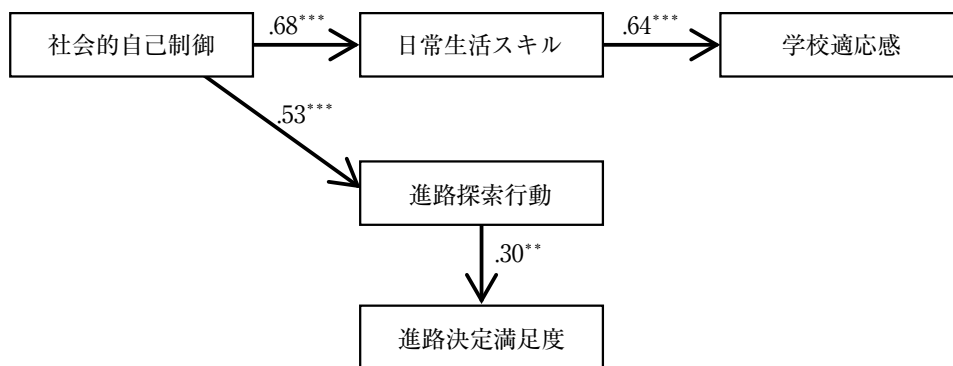 社会的自己制御
.68***
日常生活スキル
.64***
学校適応感
.53***
進路探索行動
.30**
進路決定満足度